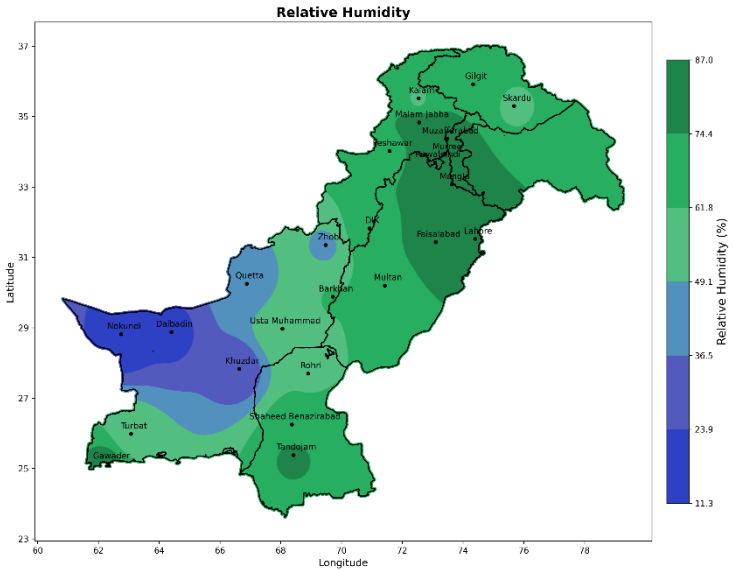 Relative Humidity
37
35
33
31
29
27
25
23
Latitude
60
62
64
66
68
70
72
74
76
78
Longitude
Gilgit
Kalam
Skardu
Malam Jabba
Muzaffarabad
Murree
Mangla
DIK
Zhob
Faisalabad
Lahore
Quetta
Multan
Barkhan
Nokundi
Dalbadin
Usta Muhammad
Khuzdar
Rohri
Turbat
Shaheed Benazirabad
Gawader
Tandojam
87.0
74.4
61.8
49.1
36.5
23.9
11.3
Relative Humidity (%)